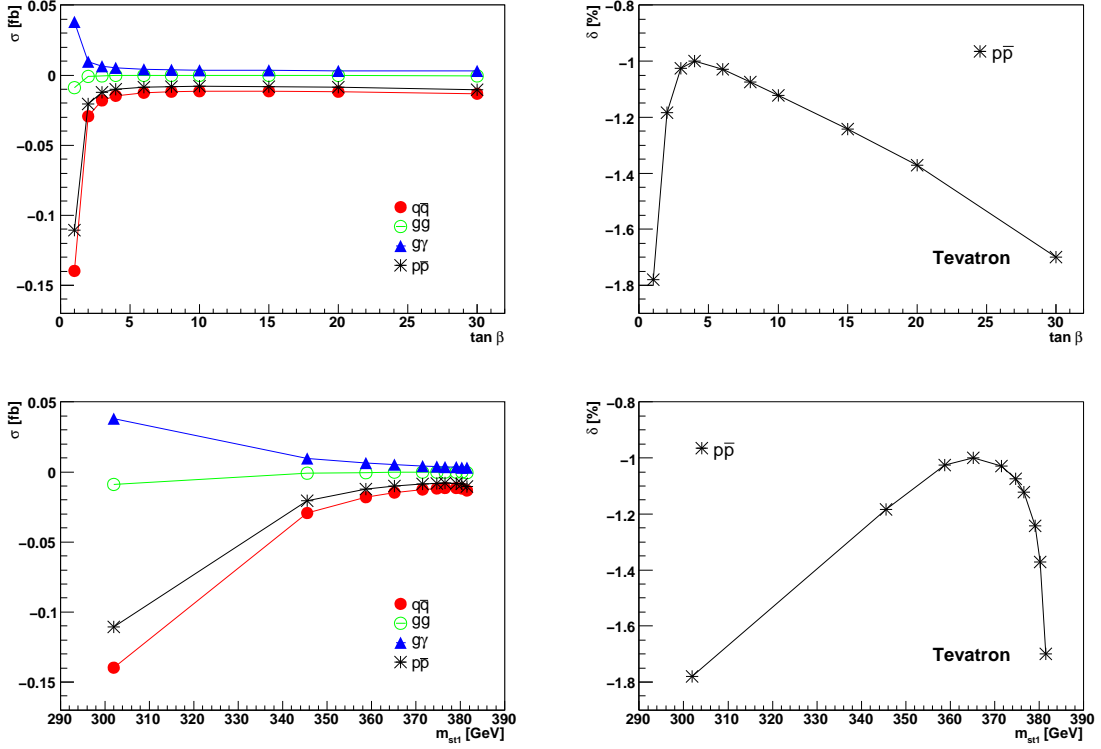 σ [fb]
0.05
0
−0.05
−0.1
−0.15
qq̅
gg
gγ
pp̅
0 5 10 15 20 25 30
tan β
δ [%]
−0.8
−1
−1.2
−1.4
−1.6
−1.8
pp̅
Tevatron
0 5 10 15 20 25 30
tan β
σ [fb]
0.05
0
−0.05
−0.1
−0.15
qq̅
gg
gγ
pp̅
290 300 310 320 330 340 350 360 370 380 390
m_st1 [GeV]
δ [%]
−0.8
−1
−1.2
−1.4
−1.6
−1.8
pp̅
Tevatron
290 300 310 320 330 340 350 360 370 380 390
m_st1 [GeV]